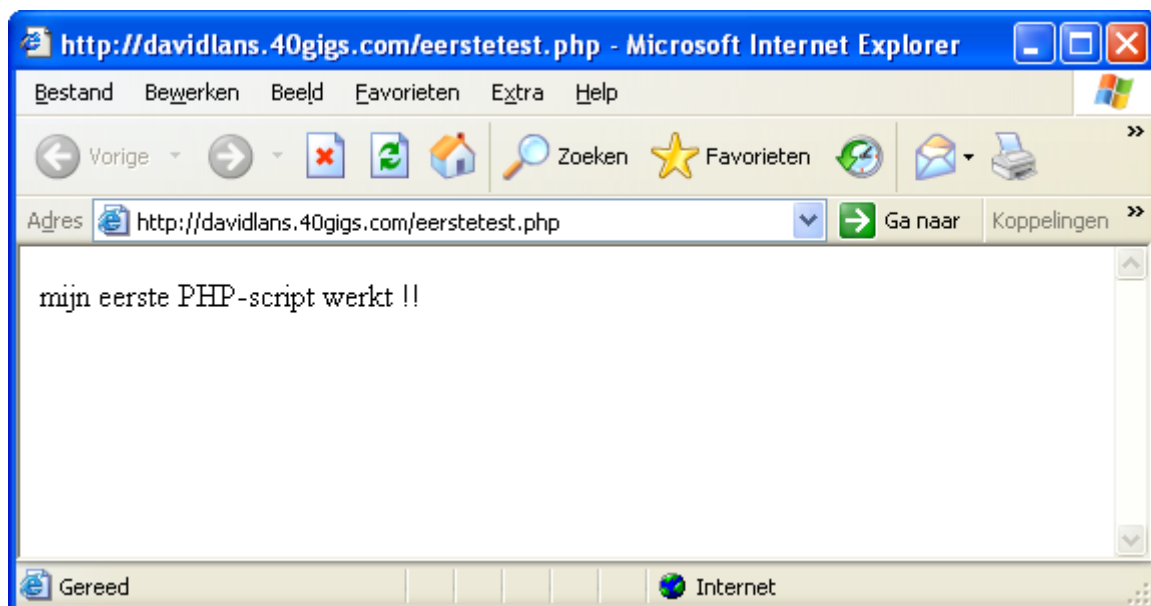 http://davidlans.40gigs.com/eerstetest.php - Microsoft Internet Explorer
Bestand Bewerken Beeld Favorieten Extra Help
Vorige Zoeken Favorieten
Adres http://davidlans.40gigs.com/eerstetest.php Ga naar Koppelingen
mijn eerste PHP-script werkt !!
Gereed Internet